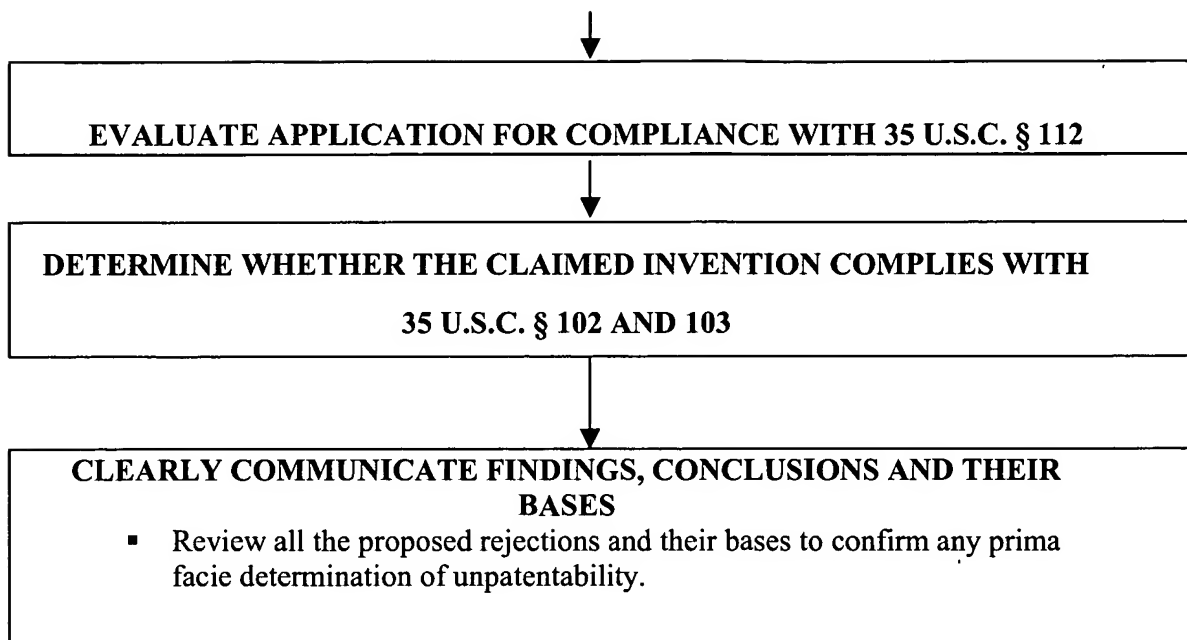 EVALUATE APPLICATION FOR COMPLIANCE WITH 35 U.S.C. § 112
DETERMINE WHETHER THE CLAIMED INVENTION COMPLIES WITH
35 U.S.C. § 102 AND 103
CLEARLY COMMUNICATE FINDINGS, CONCLUSIONS AND THEIR
BASES
▪ Review all the proposed rejections and their bases to confirm any prima
facie determination of unpatentability.